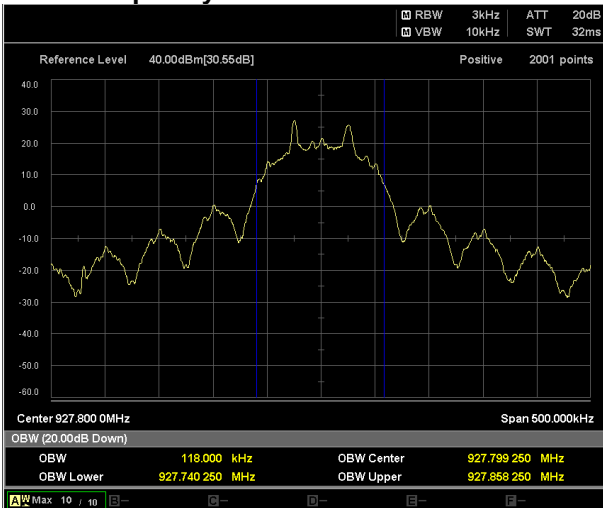 M RBW 3kHz ATT 20dB
M VBW 10kHz SWT 32ms
Reference Level 40.00dBm[30.55dB] Positive 2001 points
40.0
30.0
20.0
10.0
0.0
-10.0
-20.0
-30.0
-40.0
-50.0
-60.0
Center 927.800 0MHz Span 500.000kHz
OBW (20.00dB Down)
OBW 118.000 kHz OBW Center 927.799 250 MHz
OBW Lower 927.740 250 MHz OBW Upper 927.858 250 MHz
A Max 10 / 10 B- C- D- E- F-